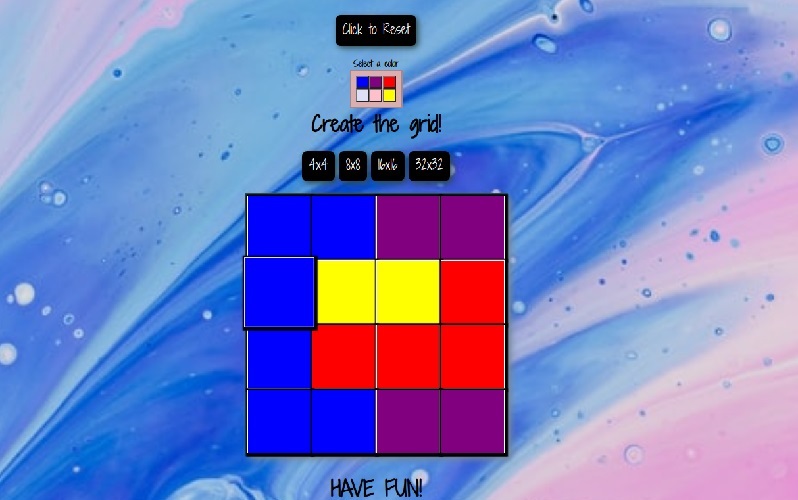 Click to Reset
Select a color
Create the grid!
4x4 8x8 16x16 32x32
HAVE FUN!